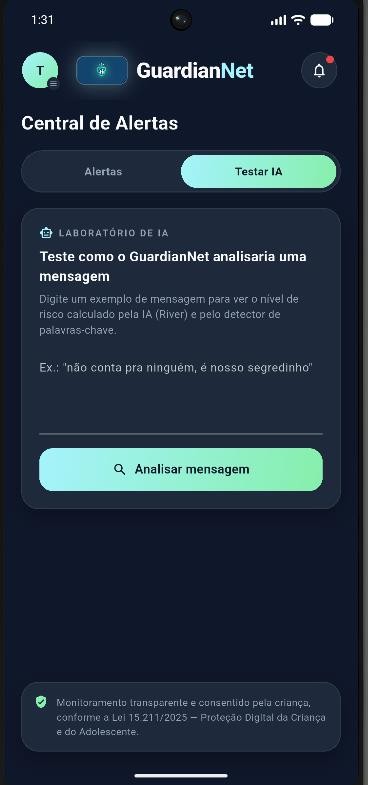 1:31
T
GuardianNet
Central de Alertas
Alertas
Testar IA
LABORATÓRIO DE IA
Teste como o GuardianNet analisaria uma
mensagem
Digite um exemplo de mensagem para ver o nível de
risco calculado pela IA (River) e pelo detector de
palavras-chave.
Ex.: "não conta pra ninguém, é nosso segredinho"
Analisar mensagem
Monitoramento transparente e consentido pela criança,
conforme a Lei 15.211/2025 — Proteção Digital da Criança
e do Adolescente.